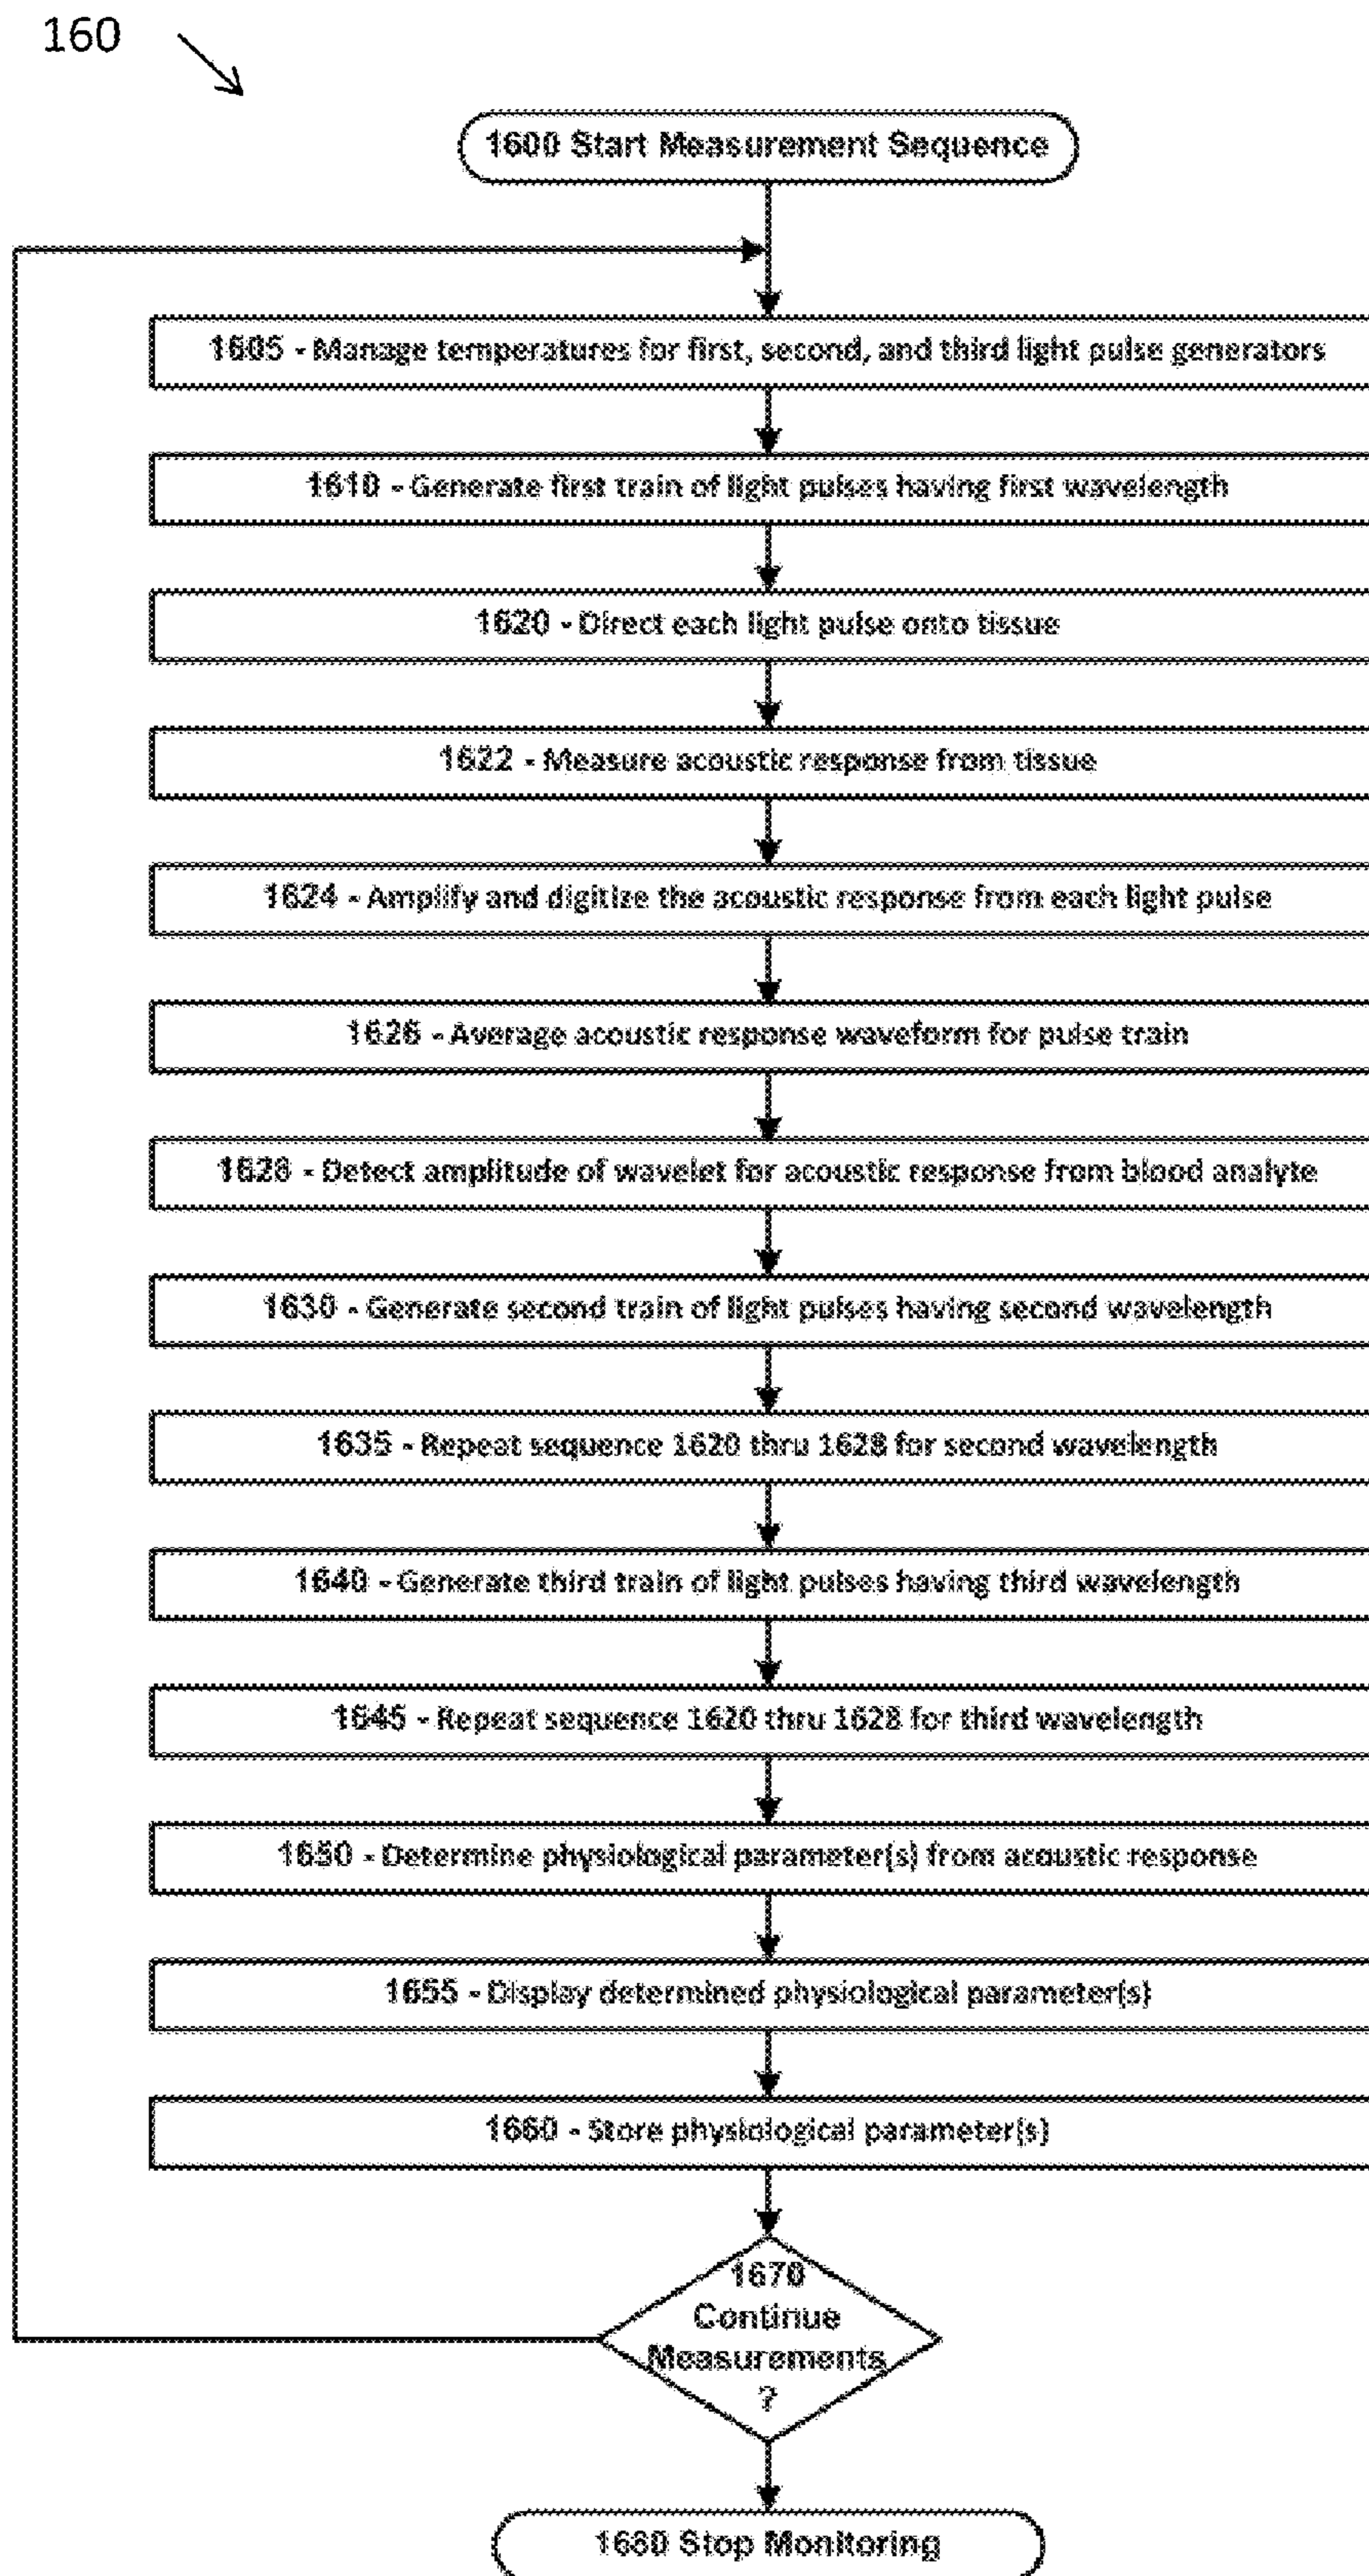 160
1600 Start Measurement Sequence
1605 - Manage temperatures for first, second, and third light pulse generators
1610 - Generate first train of light pulses having first wavelength
1620 - Direct each light pulse onto tissue
1622 - Measure acoustic response from tissue
1624 - Amplify and digitize the acoustic response from each light pulse
1626 - Average acoustic response waveform for pulse train
1628 - Detect amplitude of wavelet for acoustic response from blood analyte
1630 - Generate second train of light pulses having second wavelength
1635 - Repeat sequence 1620 thru 1628 for second wavelength
1640 - Generate third train of light pulses having third wavelength
1645 - Repeat sequence 1620 thru 1628 for third wavelength
1650 - Determine physiological parameter(s) from acoustic response
1655 - Display determined physiological parameter(s)
1660 - Store physiological parameter(s)
1670
Continue
Measurements
?
1680 Stop Monitoring